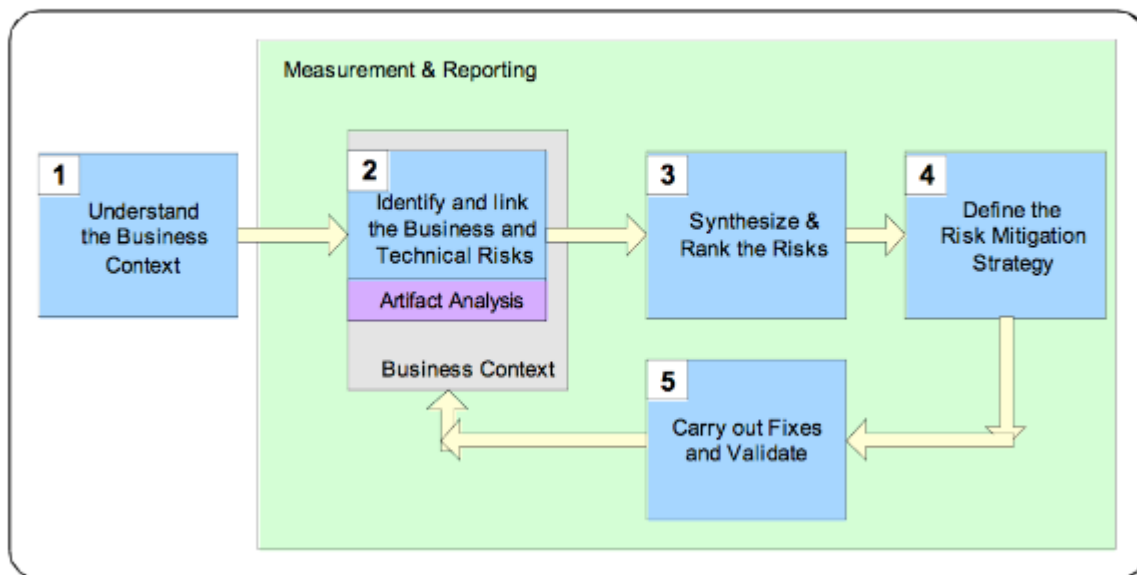 Measurement & Reporting
1
Understand
the Business
Context
2
Identify and link
the Business and
Technical Risks
Artifact Analysis
Business Context
3
Synthesize &
Rank the Risks
4
Define the
Risk Mitigation
Strategy
5
Carry out Fixes
and Validate